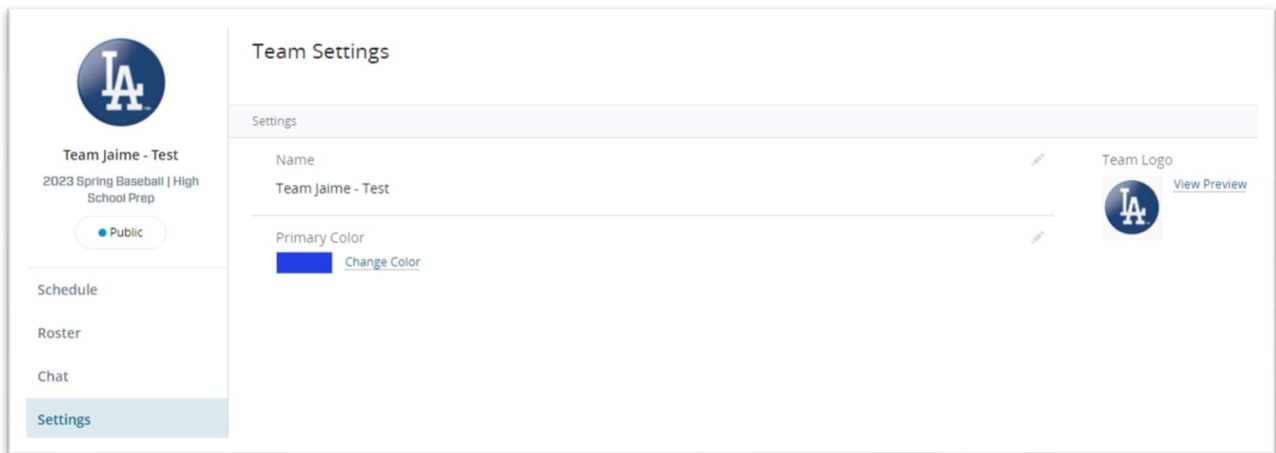 LA
Team Jaime - Test
2023 Spring Baseball | High
School Prep
Public
Schedule
Roster
Chat
Settings
Team Settings
Settings
Name
Team Jaime - Test
Primary Color
Change Color
Team Logo
LA
View Preview